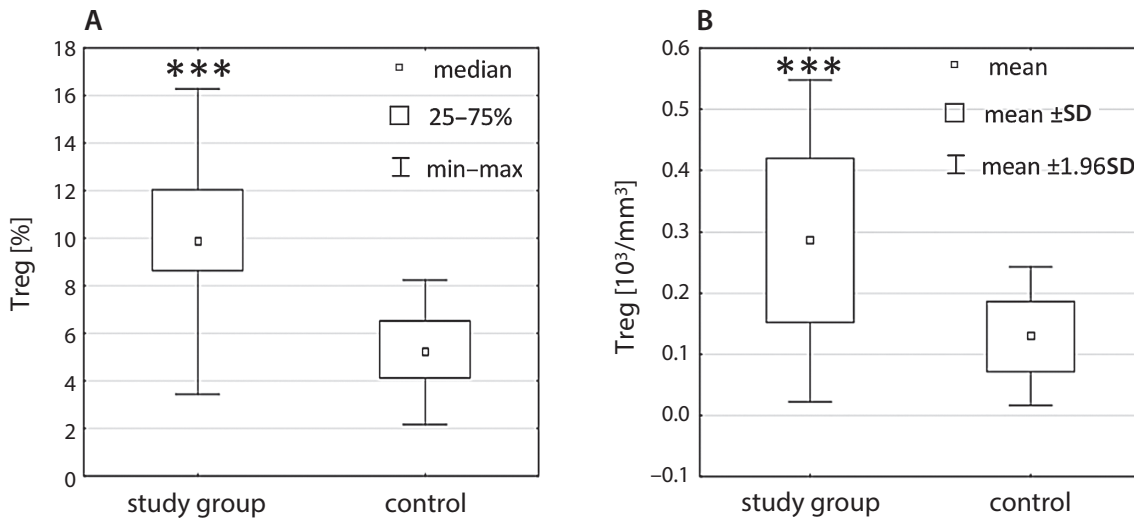 A
Treg [%]
18
16
14
12
10
8
6
4
2
0
***
median
25–75%
min–max
study group
control
B
Treg [10³/mm³]
0.6
0.5
0.4
0.3
0.2
0.1
0.0
–0.1
***
mean
mean ±SD
mean ±1.96SD
study group
control